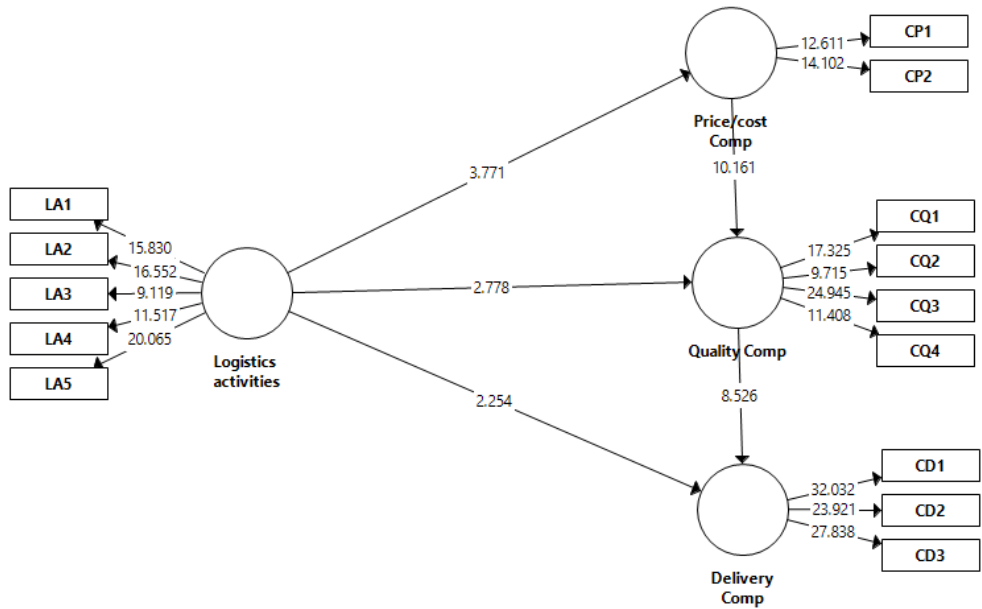 CP1
12.611
14.102
CP2
Price/cost
Comp
3.771
10.161
LA1
15.830
LA2
16.552
LA3
9.119
LA4
11.517
20.065
LA5
Logistics
activities
2.778
CQ1
17.325
CQ2
9.715
24.945
CQ3
11.408
CQ4
Quality Comp
2.254
8.526
CD1
32.032
23.921
CD2
27.838
CD3
Delivery
Comp